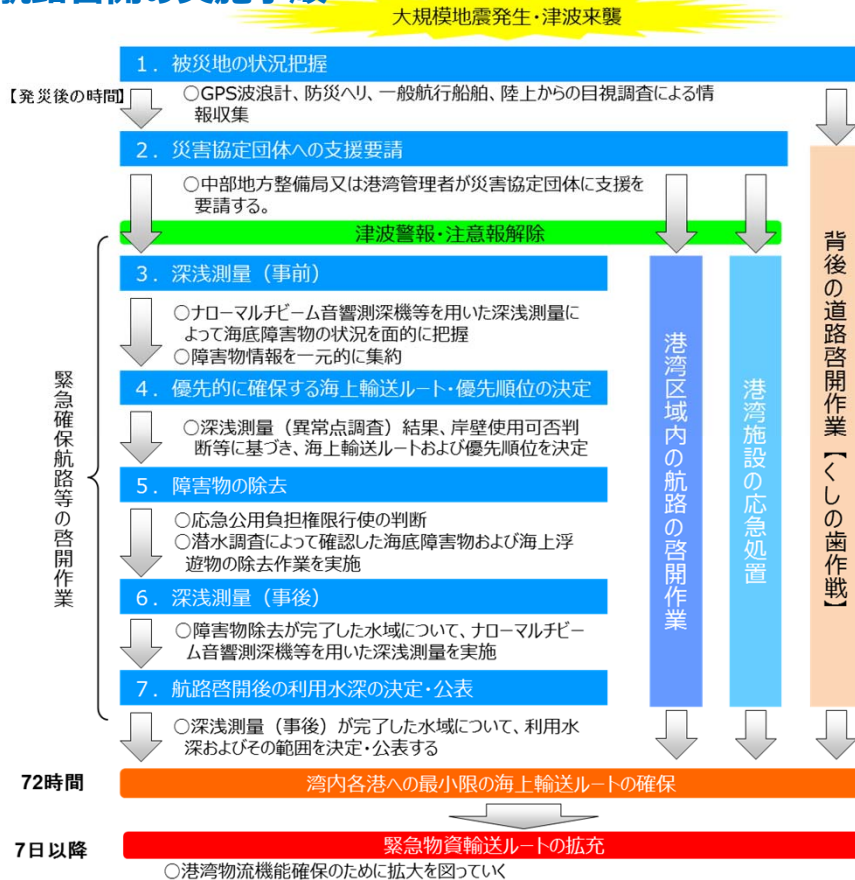 航路啓開の実施手順
大規模地震発生・津波来襲
1．被災地の状況把握
【発災後の時間】
○GPS波浪計、防災ヘリ、一般航行船舶、陸上からの目視調査による情
報収集
2．災害協定団体への支援要請
○中部地方整備局又は港湾管理者が災害協定団体に支援を
要請する。
津波警報・注意報解除
3．深浅測量（事前）
○ナローマルチビーム音響測深機等を用いた深浅測量に
よって海底障害物の状況を面的に把握
○障害物情報を一元的に集約
4．優先的に確保する海上輸送ルート・優先順位の決定
○深浅測量（異常点調査）結果、岸壁使用可否判
断等に基づき、海上輸送ルートおよび優先順位を決定
5．障害物の除去
○応急公用負担権限行使の判断
○潜水調査によって確認した海底障害物および海上浮
遊物の除去作業を実施
6．深浅測量（事後）
○障害物除去が完了した水域について、ナローマルチビー
ム音響測深機等を用いた深浅測量を実施
7．航路啓開後の利用水深の決定・公表
○深浅測量（事後）が完了した水域について、利用水
深およびその範囲を決定・公表する
緊急確保航路等の啓開作業
港湾区域内の航路の啓開作業
港湾施設の応急処置
背後の道路啓開作業【くしの歯作戦】
72時間
湾内各港への最小限の海上輸送ルートの確保
7日以降
緊急物資輸送ルートの拡充
○港湾物流機能確保のために拡大を図っていく